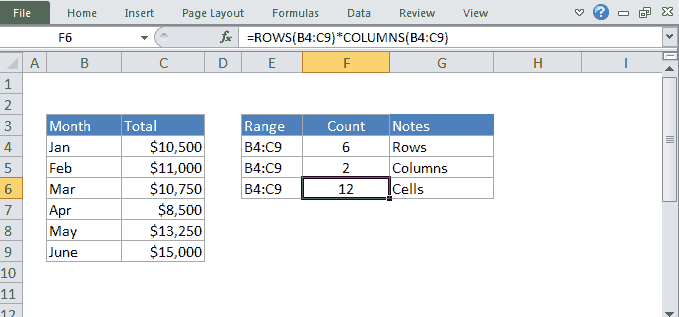 File Home Insert Page Layout Formulas Data Review View
F6 fx =ROWS(B4:C9)*COLUMNS(B4:C9)
A B C D E F G H I
1
2
3 Month Total Range Count Notes
4 Jan $10,500 B4:C9 6 Rows
5 Feb $11,000 B4:C9 2 Columns
6 Mar $10,750 B4:C9 12 Cells
7 Apr $8,500
8 May $13,250
9 June $15,000
10
11
12